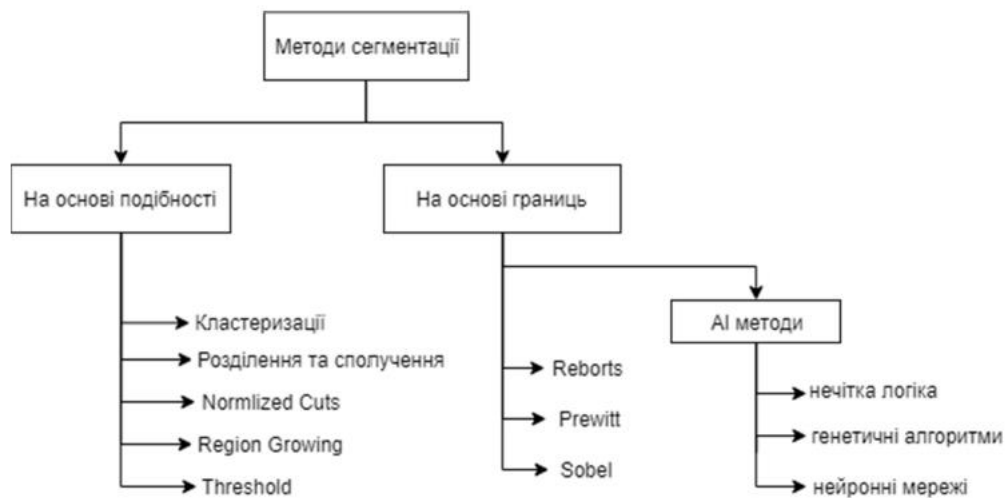 Методи сегментації
На основі подібності
На основі границь
АІ методи
Кластеризації
Розділення та сполучення
Normlized Cuts
Region Growing
Threshold
Reborts
Prewitt
Sobel
нечітка логіка
генетичні алгоритми
нейронні мережі